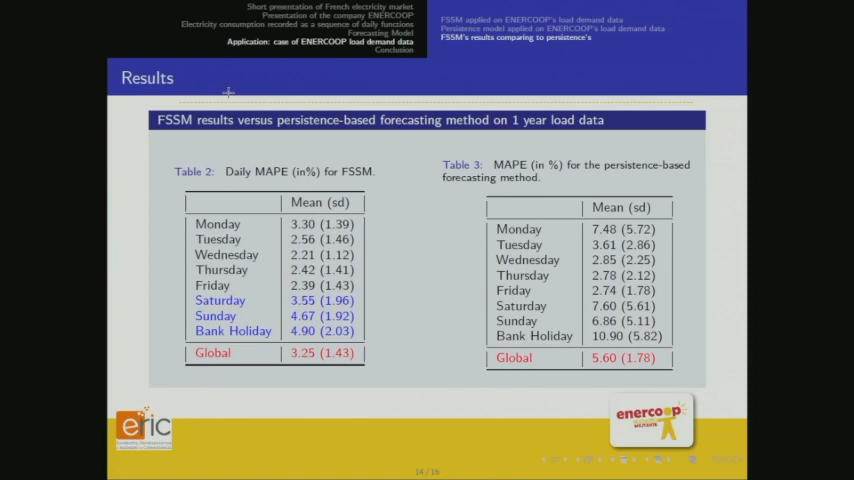 Short presentation of French electricity market
Presentation of the company ENERCOOP
Electricity consumption recorded as a sequence of daily functions
Forecasting Model
Application: case of ENERCOOP load demand data
Conclusion
FSSM applied on ENERCOOP's load demand data
Persistence model applied on ENERCOOP's load demand data
FSSM's results comparing to persistence's
Results
FSSM results versus persistence-based forecasting method on 1 year load data
Table 2: Daily MAPE (in%) for FSSM.
Mean (sd)
Monday 3.30 (1.39)
Tuesday 2.56 (1.46)
Wednesday 2.21 (1.12)
Thursday 2.42 (1.41)
Friday 2.39 (1.43)
Saturday 3.55 (1.96)
Sunday 4.67 (1.92)
Bank Holiday 4.90 (2.03)
Global 3.25 (1.43)
Table 3: MAPE (in %) for the persistence-based
forecasting method.
Mean (sd)
Monday 7.48 (5.72)
Tuesday 3.61 (2.86)
Wednesday 2.85 (2.25)
Thursday 2.78 (2.12)
Friday 2.74 (1.78)
Saturday 7.60 (5.61)
Sunday 6.86 (5.11)
Bank Holiday 10.90 (5.82)
Global 5.60 (1.78)
eric
enercoop
14 / 16